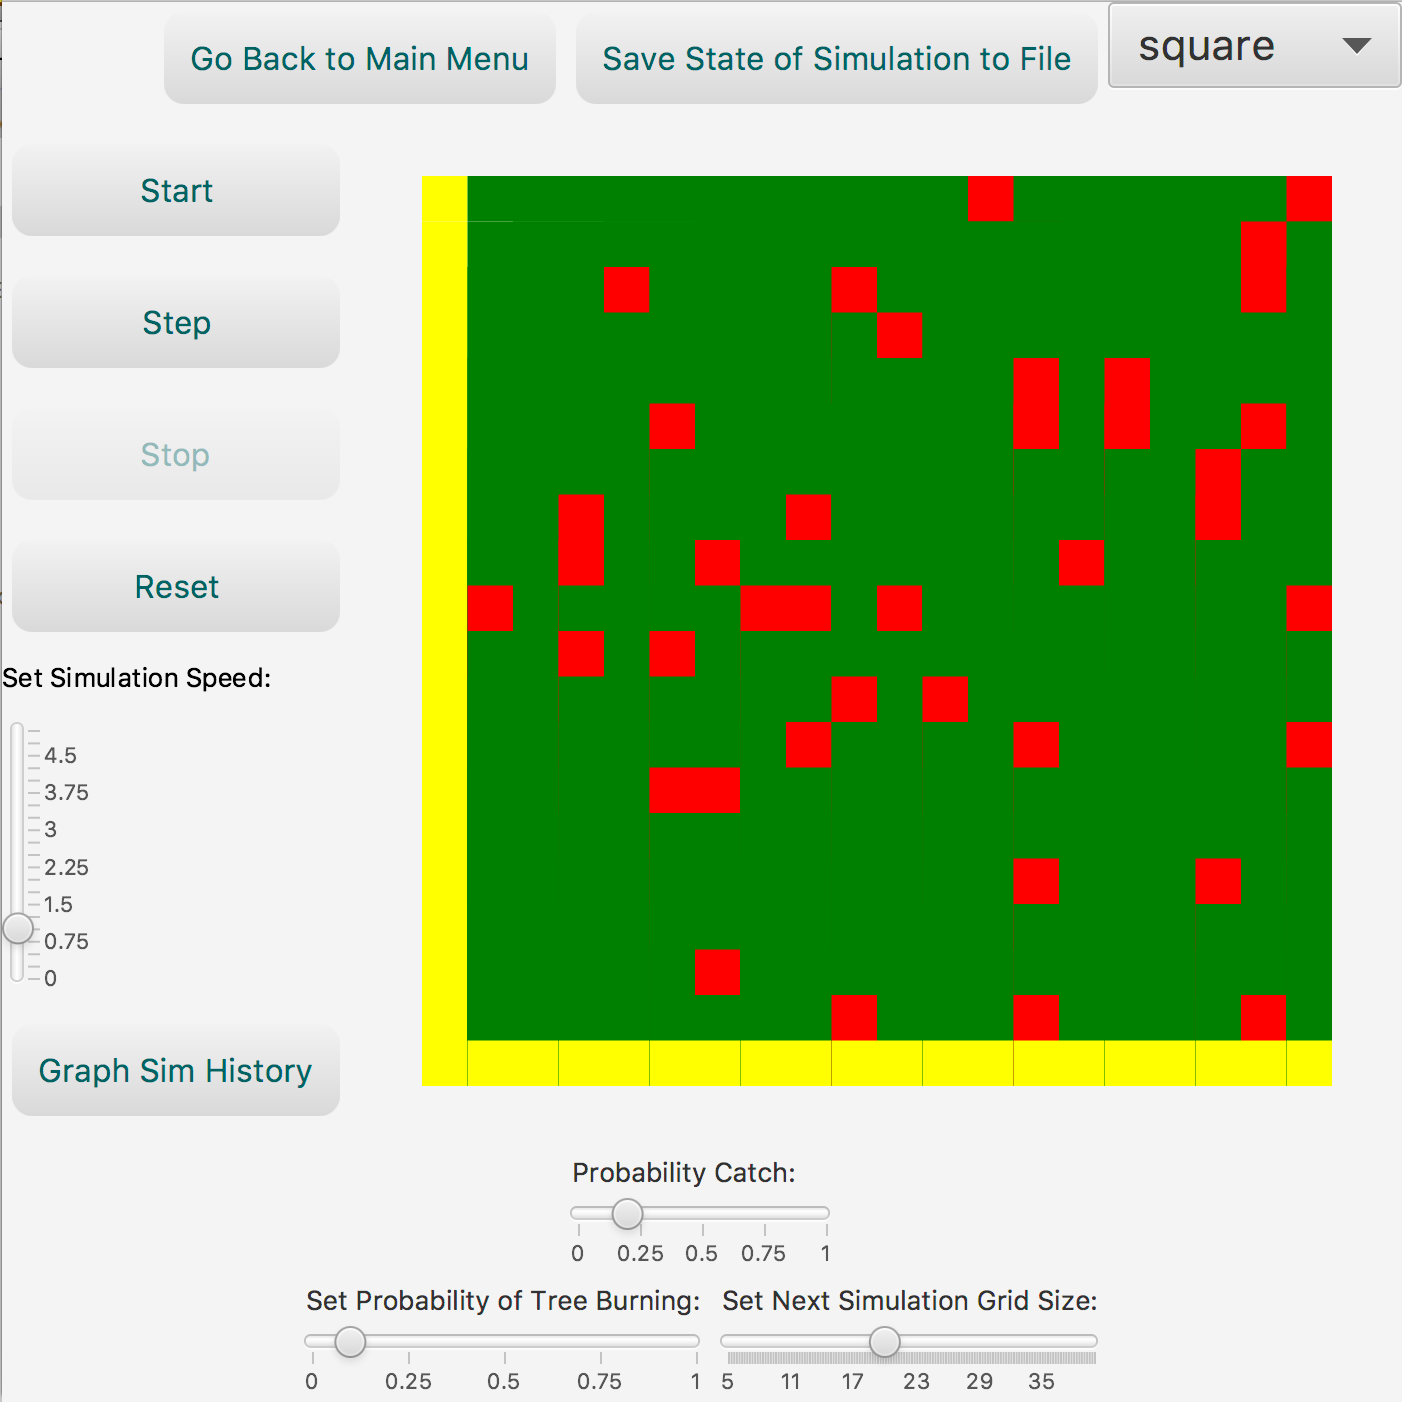 Go Back to Main Menu
Save State of Simulation to File
square
Start
Step
Stop
Reset
Set Simulation Speed:
4.5
3.75
3
2.25
1.5
0.75
0
Graph Sim History
Probability Catch:
0 0.25 0.5 0.75 1
Set Probability of Tree Burning:
0 0.25 0.5 0.75 1
Set Next Simulation Grid Size:
5 11 17 23 29 35